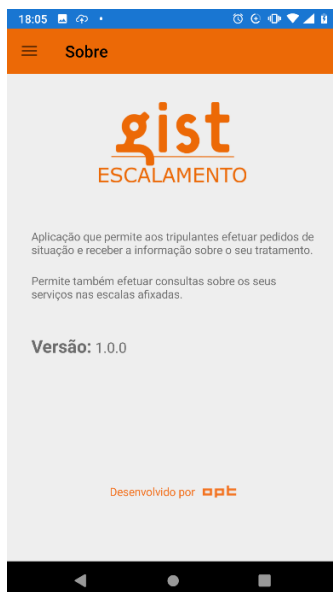 18:05
Sobre
gist
ESCALAMENTO
Aplicação que permite aos tripulantes efetuar pedidos de
situação e receber a informação sobre o seu tratamento.
Permite também efetuar consultas sobre os seus
serviços nas escalas afixadas.
Versão: 1.0.0
Desenvolvido por opt